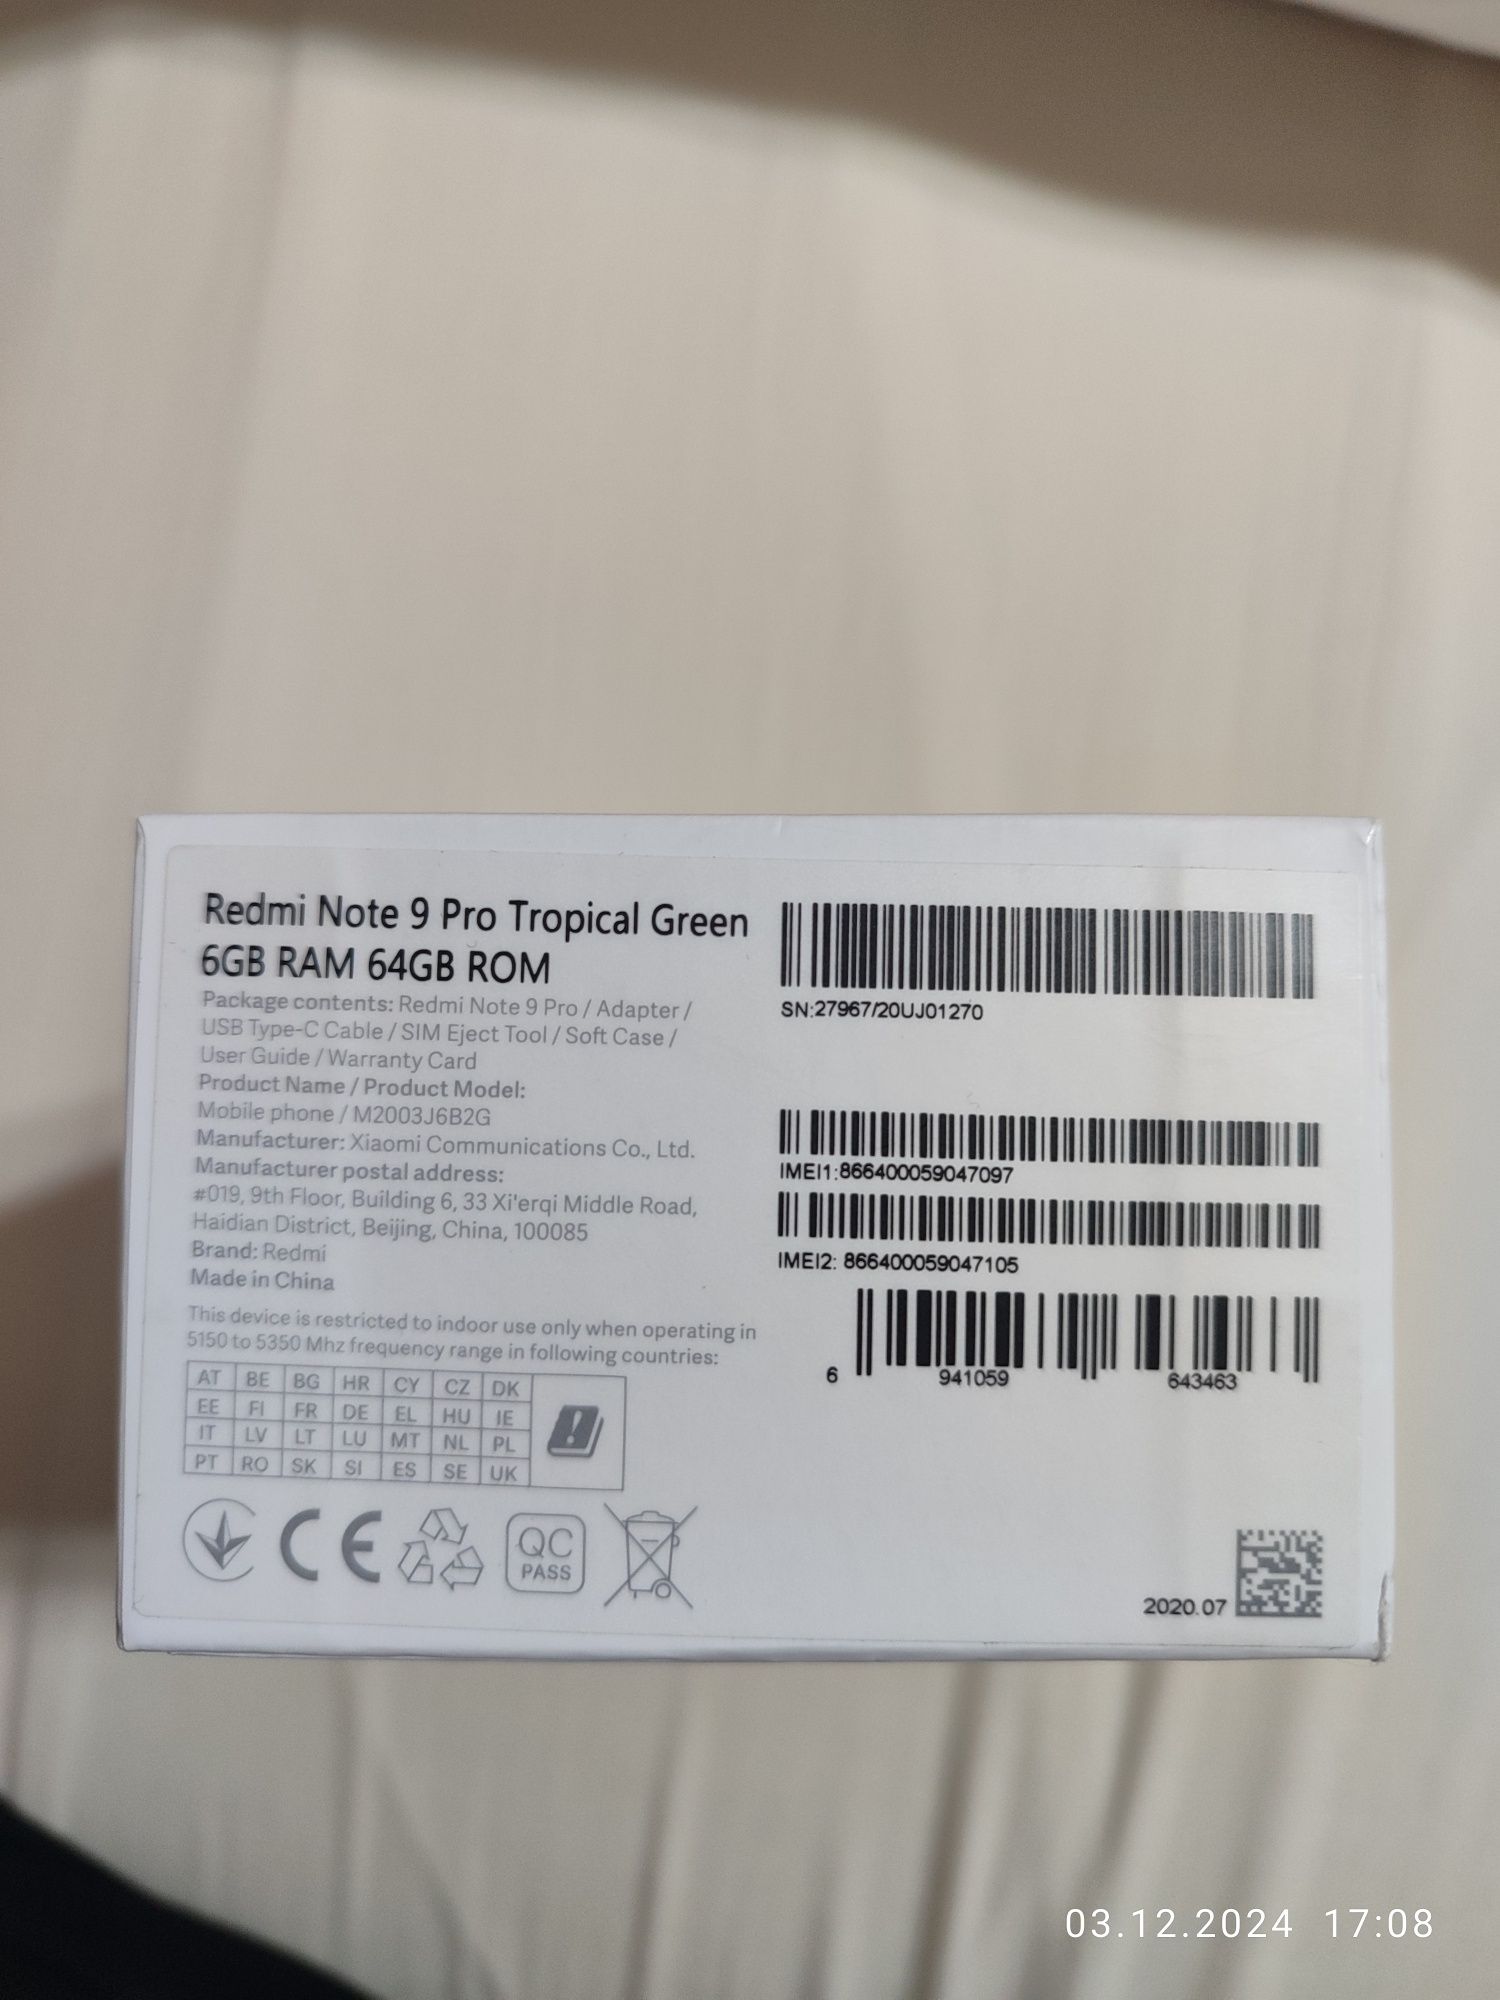 Redmi Note 9 Pro Tropical Green
6GB RAM 64GB ROM
Package contents: Redmi Note 9 Pro / Adapter /
USB Type-C Cable / SIM Eject Tool / Soft Case /
User Guide / Warranty Card
Product Name / Product Model:
Mobile phone / M2003J6B2G
Manufacturer: Xiaomi Communications Co., Ltd.
Manufacturer postal address:
#019, 9th Floor, Building 6, 33 Xi'erqi Middle Road,
Haidian District, Beijing, China, 100085
Brand: Redmi
Made in China
This device is restricted to indoor use only when operating in
5150 to 5350 Mhz frequency range in following countries:
AT BE BG HR CY CZ DK
EE FI FR DE EL HU IE
IT LV LT LU MT NL PL
PT RO SK SI ES SE UK
CE
QC
PASS
SN:27967/20UJ01270
IMEI1:866400059047097
IMEI2: 866400059047105
6 941059 643463
2020.07
03.12.2024 17:08